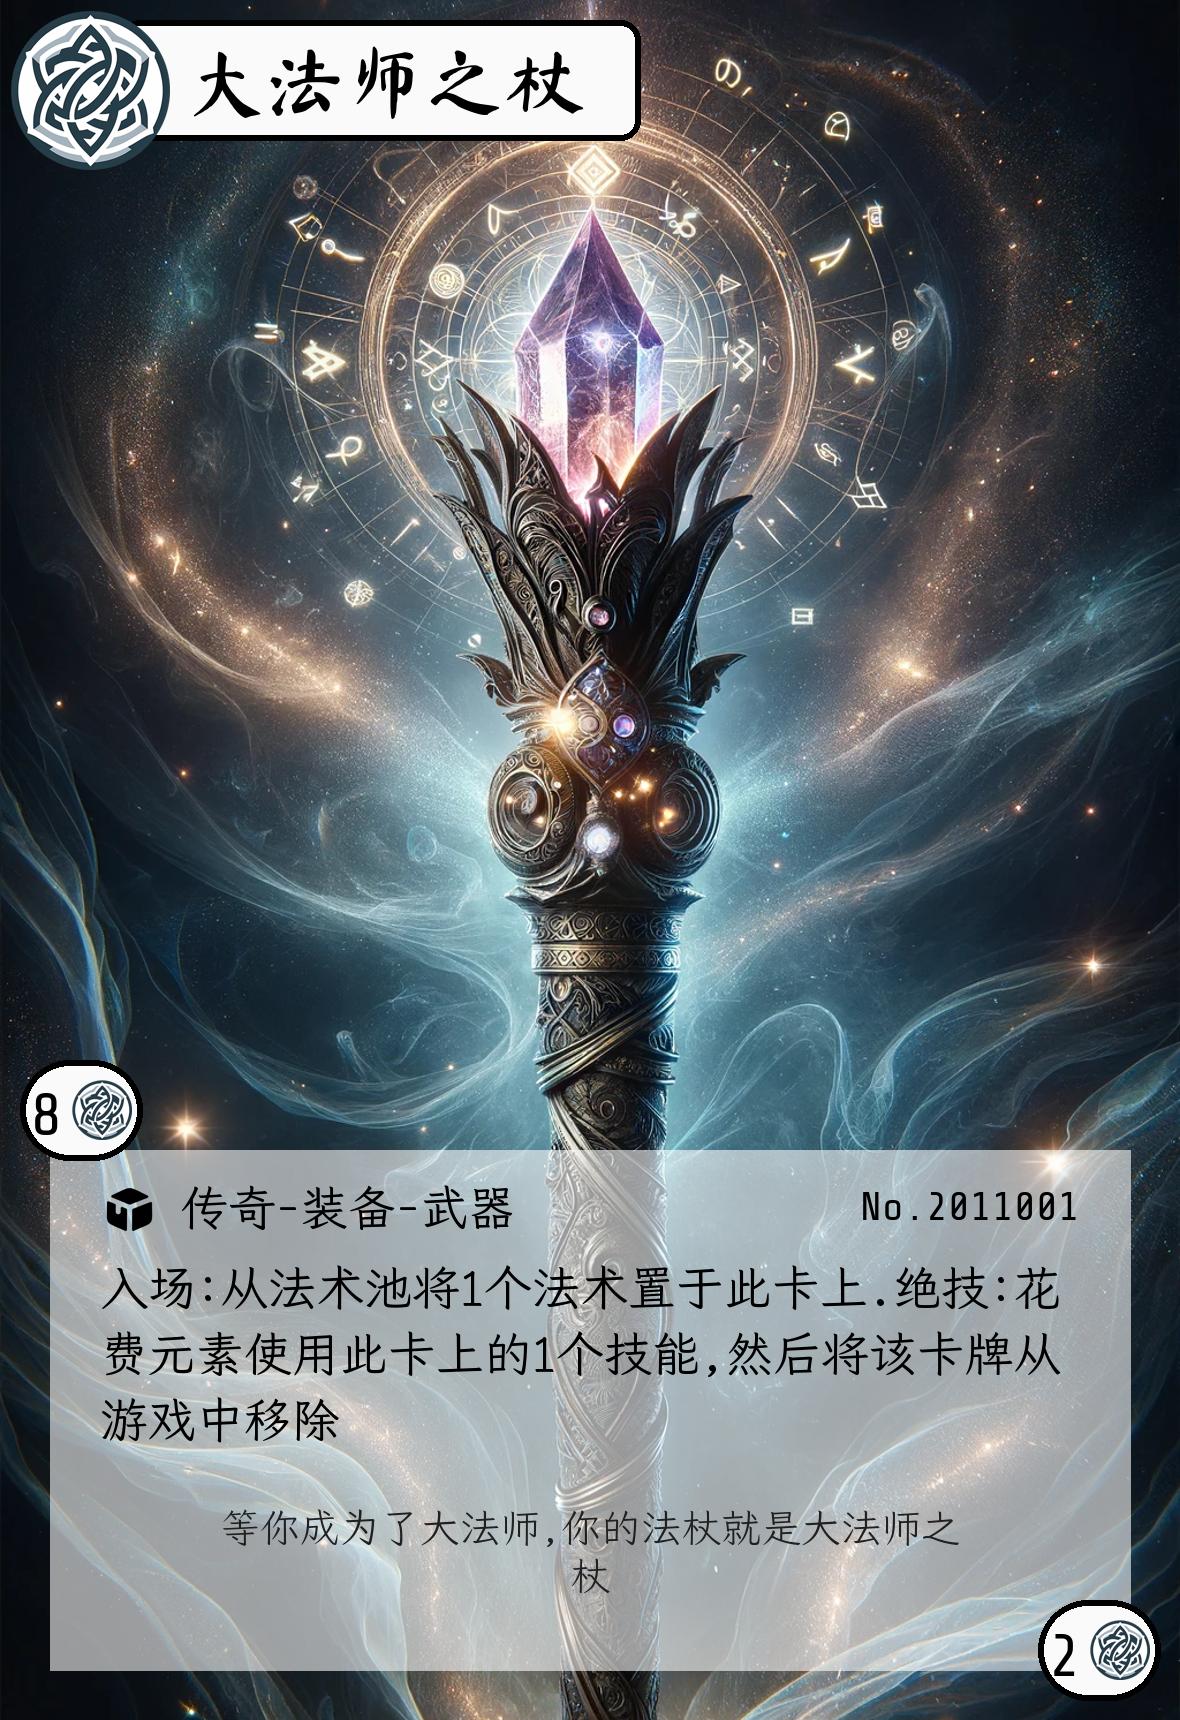 大法师之杖
8
传奇-装备-武器
No.2011001
入场:从法术池将1个法术置于此卡上.绝技:花
费元素使用此卡上的1个技能,然后将该卡牌从
游戏中移除
等你成为了大法师,你的法杖就是大法师之
杖
2